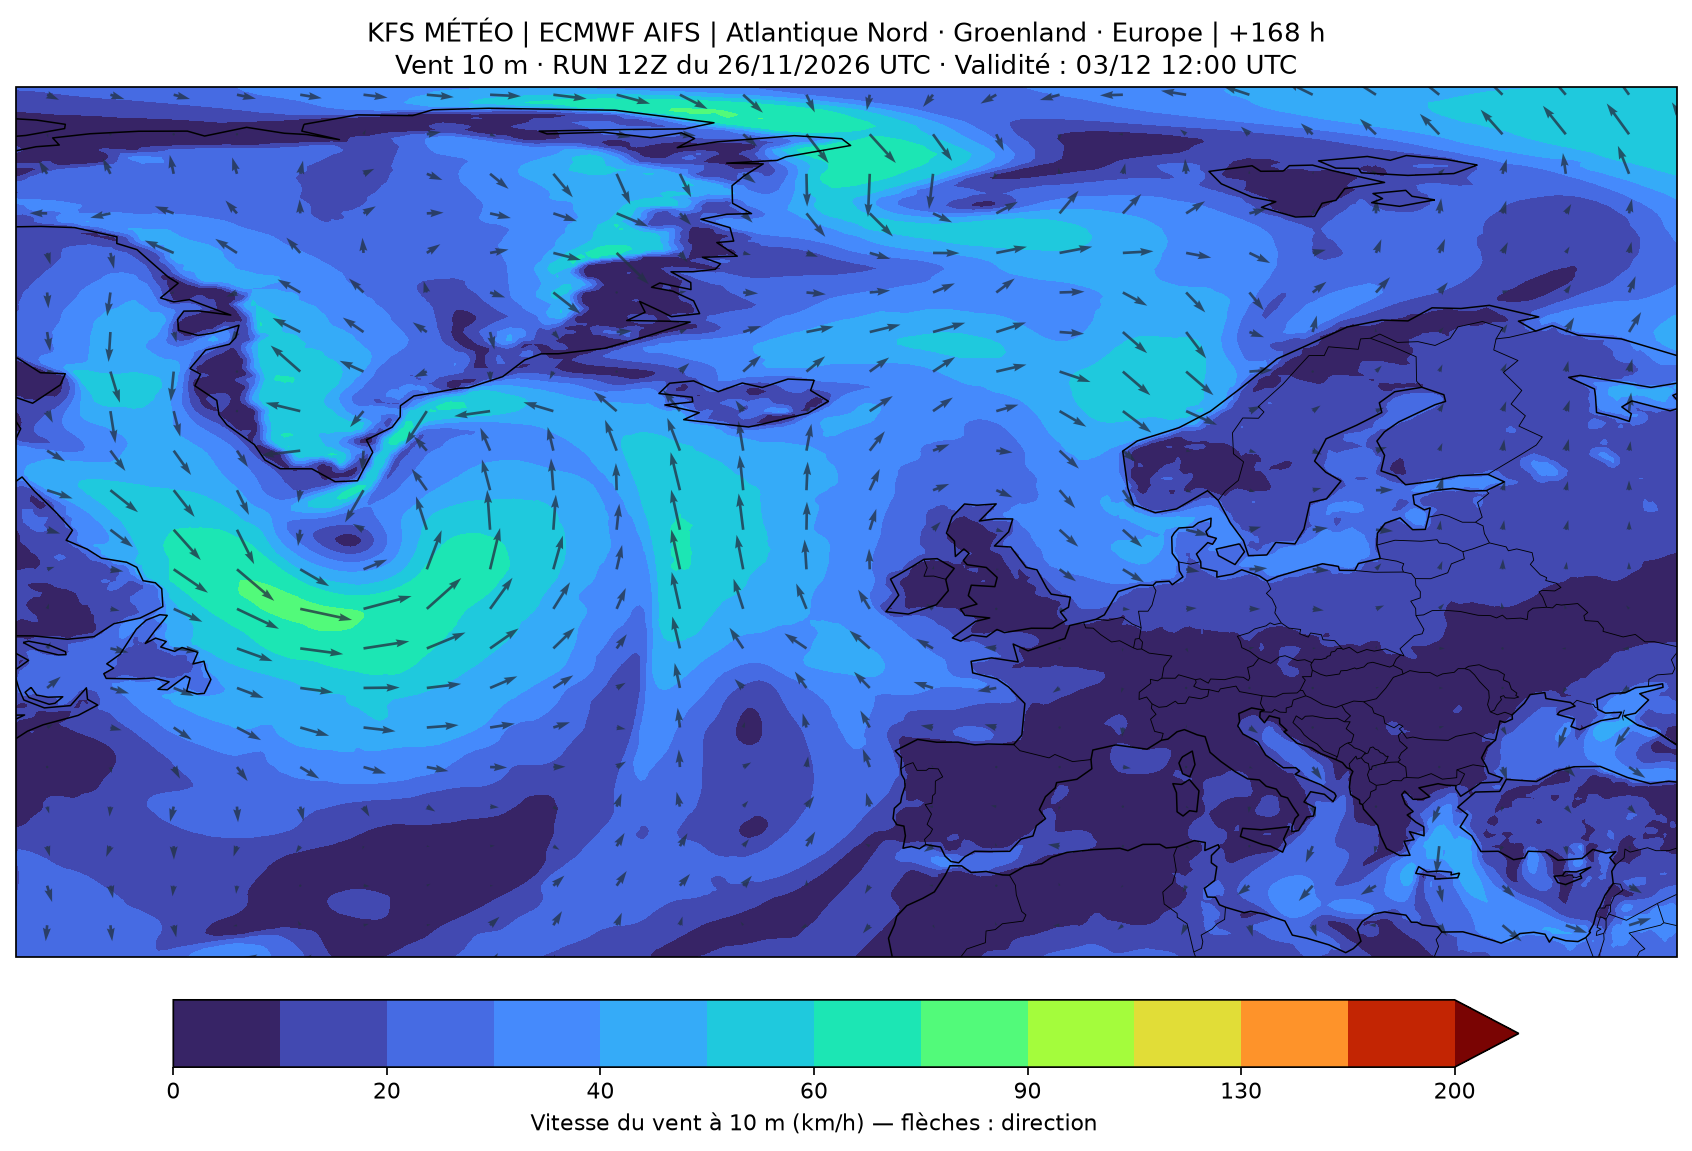 KFS MÉTÉO | ECMWF AIFS | Atlantique Nord · Groenland · Europe | +168 h
Vent 10 m · RUN 12Z du 26/11/2026 UTC · Validité : 03/12 12:00 UTC
0 20 40 60 90 130 200
Vitesse du vent à 10 m (km/h) — flèches : direction